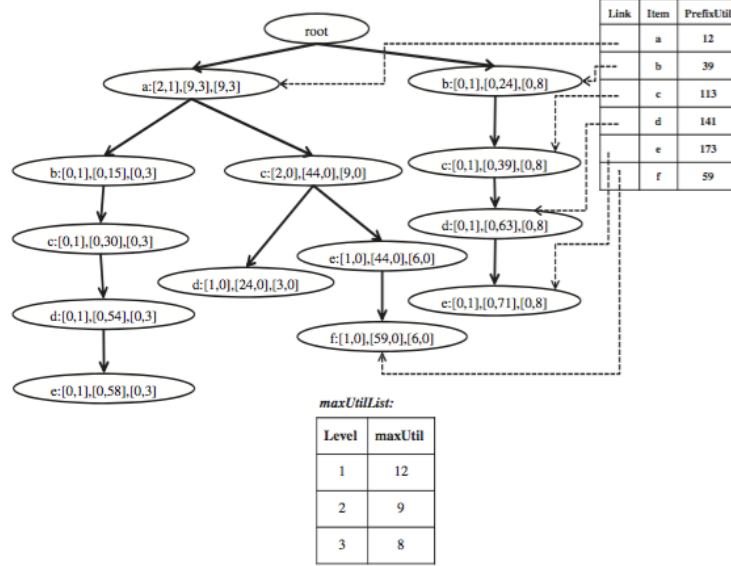 root
Link Item PrefixUtil
a 12
b 39
c 113
d 141
e 173
f 59
a:[2,1],[9,3],[9,3]
b:[0,1],[0,24],[0,8]
b:[0,1],[0,15],[0,3]
c:[2,0],[44,0],[9,0]
c:[0,1],[0,39],[0,8]
c:[0,1],[0,30],[0,3]
d:[1,0],[24,0],[3,0]
e:[1,0],[44,0],[6,0]
d:[0,1],[0,63],[0,8]
d:[0,1],[0,54],[0,3]
f:[1,0],[59,0],[6,0]
e:[0,1],[0,71],[0,8]
e:[0,1],[0,58],[0,3]
maxUtilList:
Level maxUtil
1 12
2 9
3 8